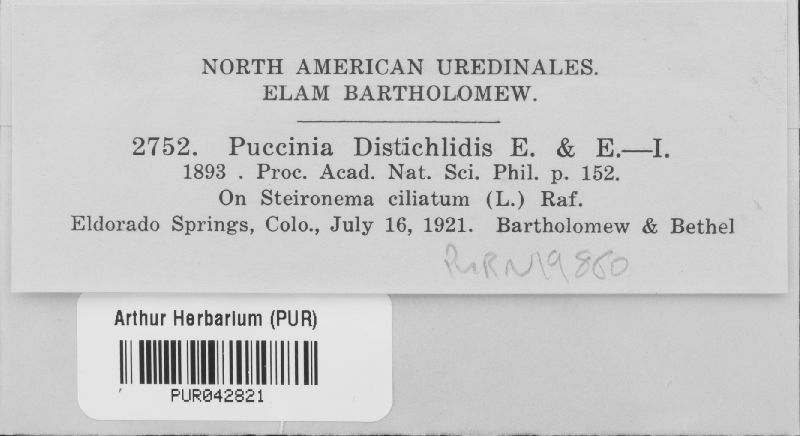 NORTH AMERICAN UREDINALES.
ELAM BARTHOLOMEW.
2752. Puccinia Distichlidis E. & E.—I.
1893 . Proc. Acad. Nat. Sci. Phil. p. 152.
On Steironema ciliatum (L.) Raf.
Eldorado Springs, Colo., July 16, 1921. Bartholomew & Bethel
PurN19860
Arthur Herbarium (PUR)
PUR042821